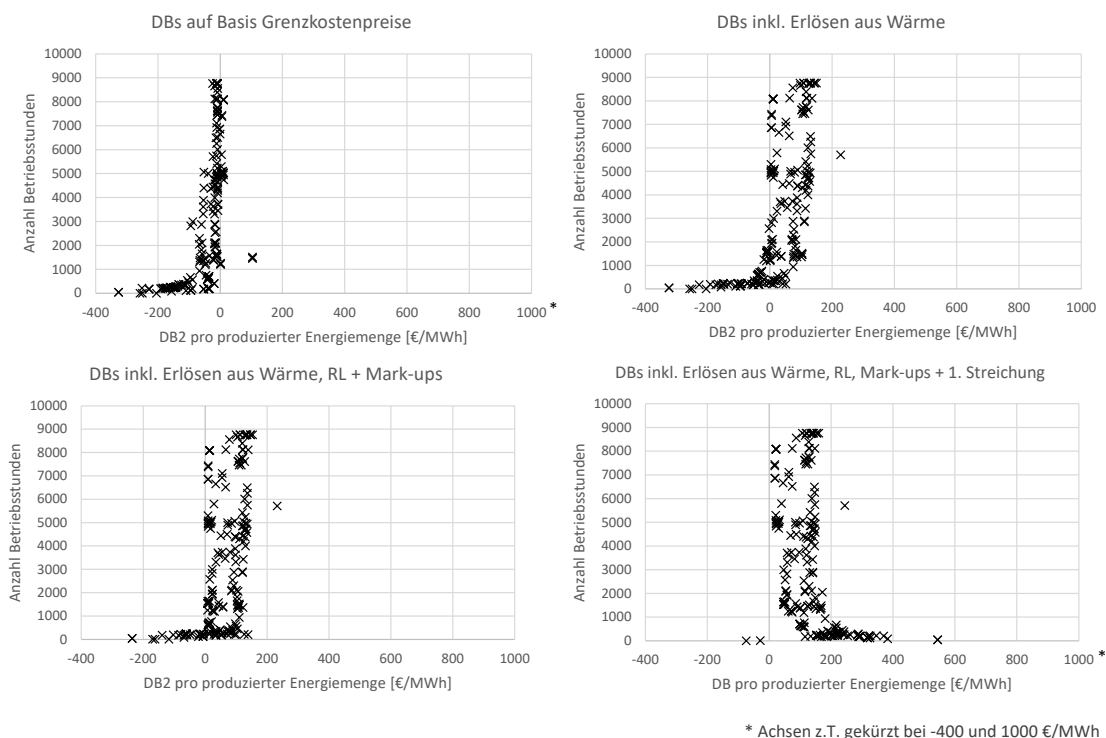 DBs auf Basis Grenzkostenpreise
Anzahl Betriebsstunden
10000
9000
8000
7000
6000
5000
4000
3000
2000
1000
0
-400 -200 0 200 400 600 800 1000 *
DB2 pro produzierter Energiemenge [€/MWh]
DBs inkl. Erlösen aus Wärme
Anzahl Betriebsstunden
10000
9000
8000
7000
6000
5000
4000
3000
2000
1000
0
-400 -200 0 200 400 600 800 1000
DB2 pro produzierter Energiemenge [€/MWh]
DBs inkl. Erlösen aus Wärme, RL + Mark-ups
Anzahl Betriebsstunden
10000
9000
8000
7000
6000
5000
4000
3000
2000
1000
0
-400 -200 0 200 400 600 800 1000
DB2 pro produzierter Energiemenge [€/MWh]
DBs inkl. Erlösen aus Wärme, RL, Mark-ups + 1. Streichung
Anzahl Betriebsstunden
10000
9000
8000
7000
6000
5000
4000
3000
2000
1000
0
-400 -200 0 200 400 600 800 1000 *
DB pro produzierter Energiemenge [€/MWh]
* Achsen z.T. gekürzt bei -400 und 1000 €/MWh